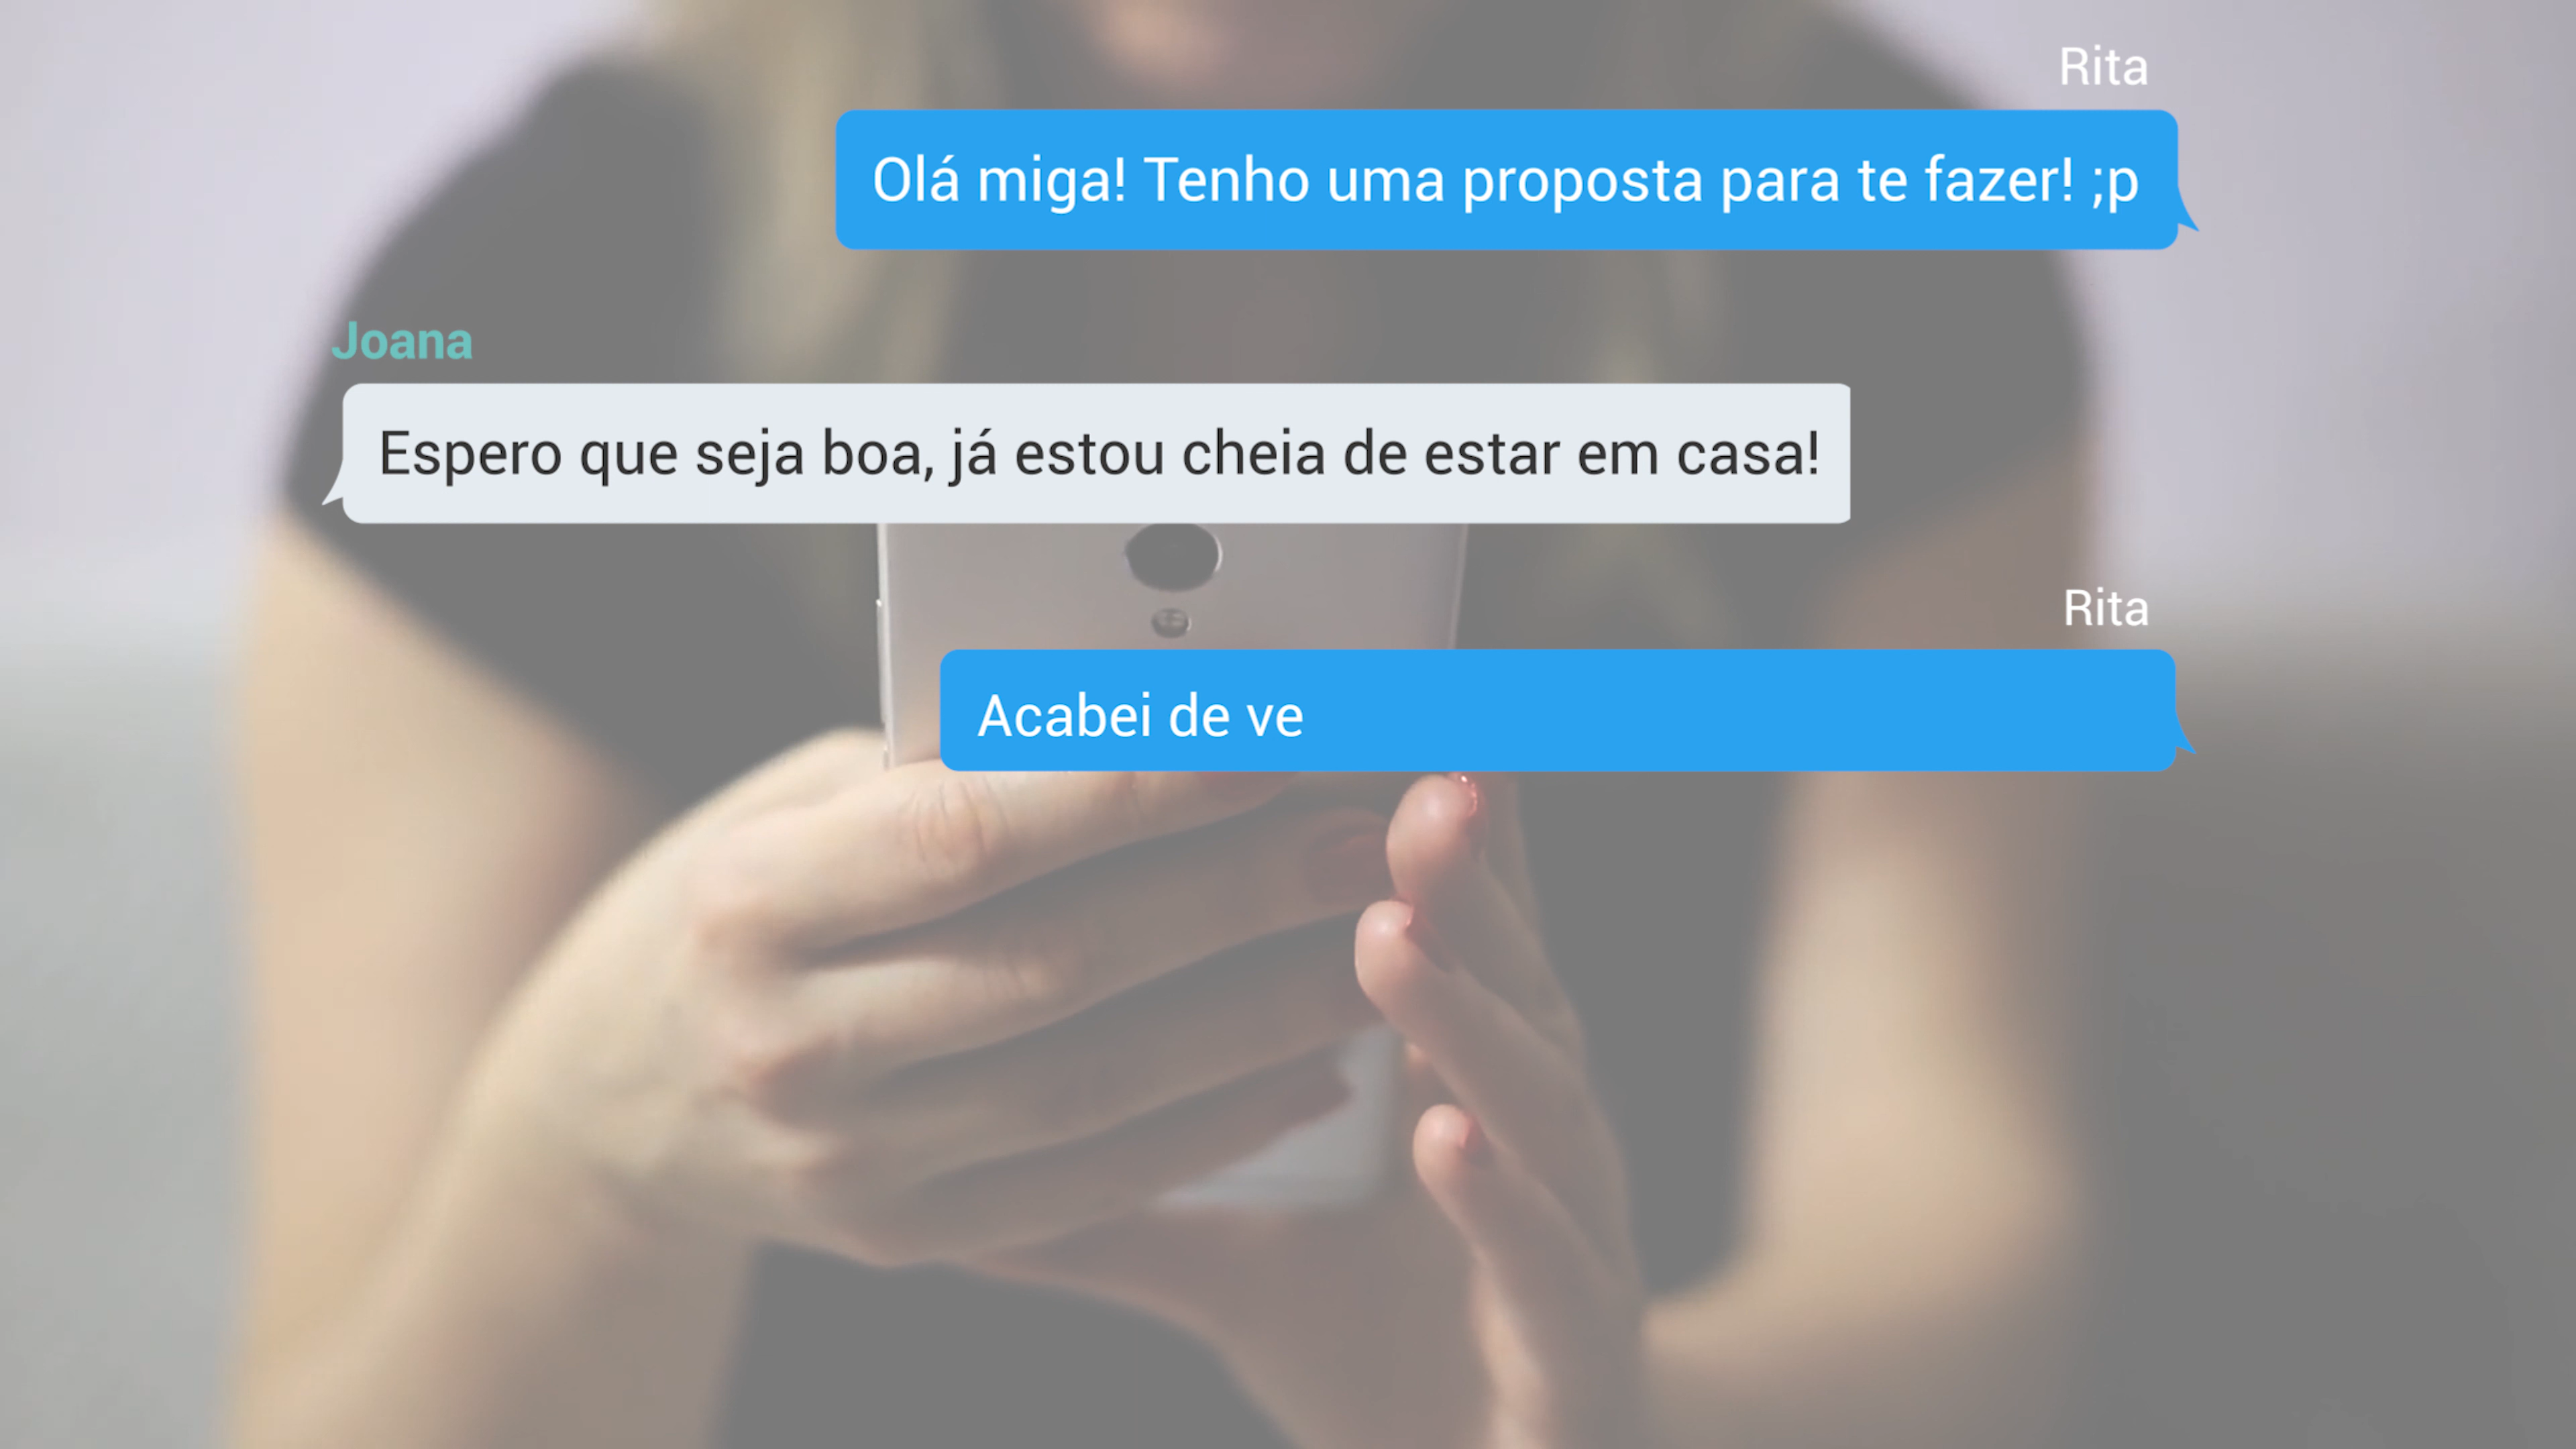 Rita
Olá miga! Tenho uma proposta para te fazer! ;p
Joana
Espero que seja boa, já estou cheia de estar em casa!
Rita
Acabei de ve